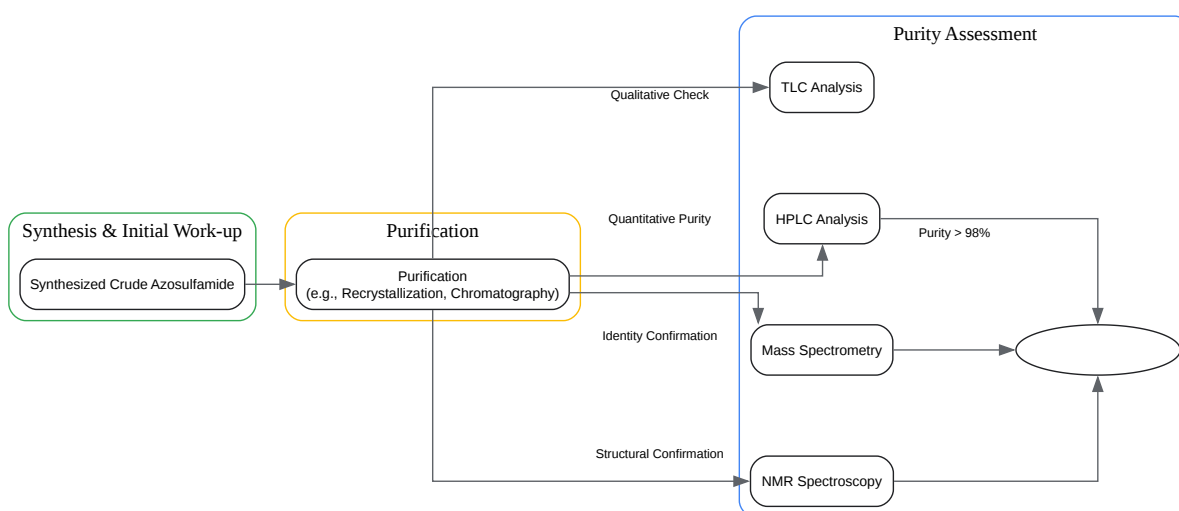 Purity Assessment
TLC Analysis
Qualitative Check
Synthesis & Initial Work-up
Synthesized Crude Azosulfamide
Purification
Purification
(e.g., Recrystallization, Chromatography)
Quantitative Purity
HPLC Analysis
Purity > 98%
Identity Confirmation
Mass Spectrometry
Structural Confirmation
NMR Spectroscopy